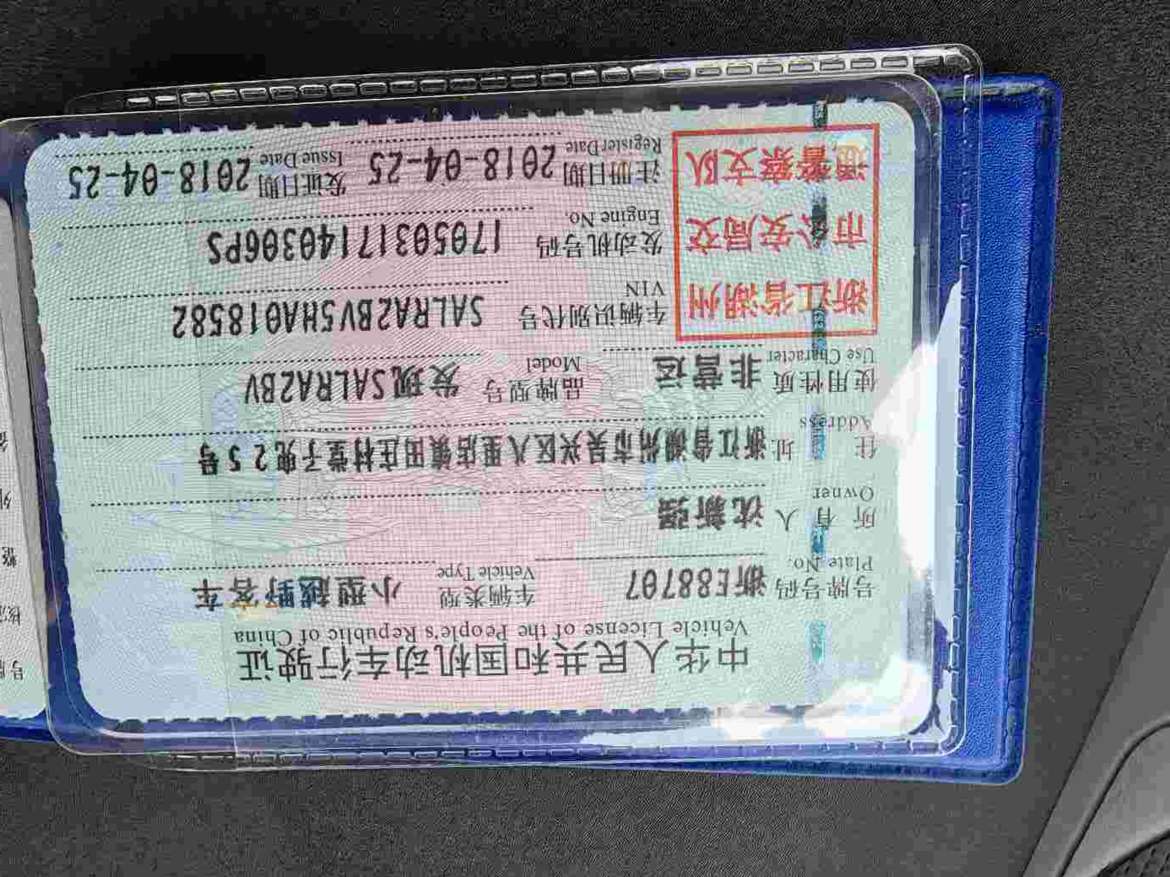 中华人民共和国机动车行驶证
Vehicle License of the People's Republic of China
号牌号码 浙E88707 车辆类型 小型越野客车
Plate No. Vehicle Type
所有人 沈新强
Owner
住址 浙江省湖州市吴兴区八里店镇田庄村堂子兜25号
Address
使用性质 非营运 品牌型号 发现SALRA2BV
Use Character Model
浙江省湖州
市公安局交
通警察支队
车辆识别代号 SALRA2BV5HA018582
VIN
发动机号码 17050317140306PS
Engine No.
注册日期 2018-04-25 发证日期 2018-04-25
Register Date Issue Date